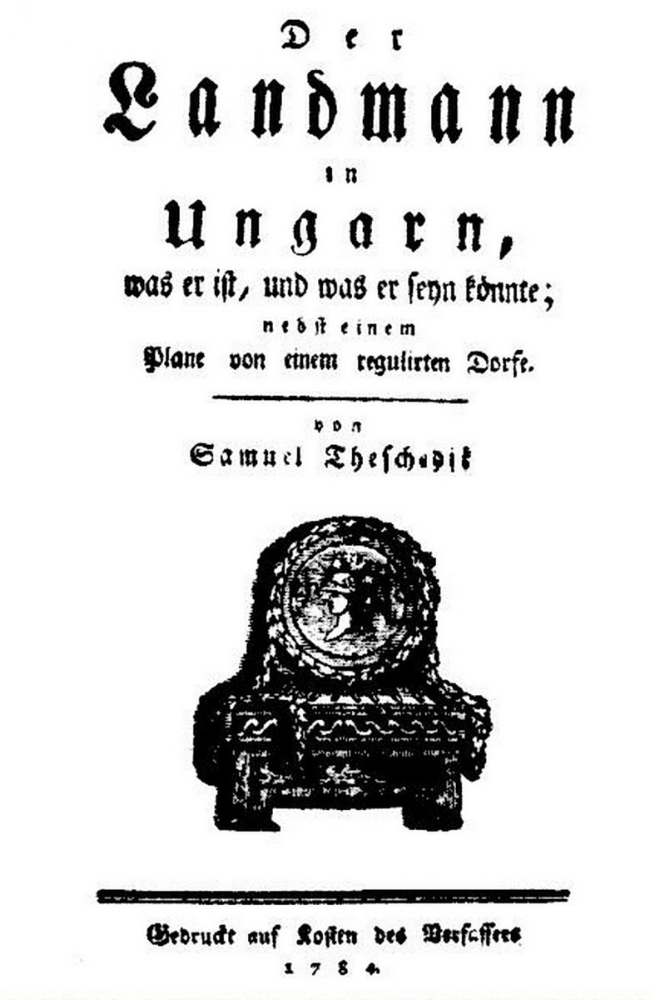 Der
Landmann
in
Ungarn,
was er ist, und was er seyn könnte;
nebst einem
Plane von einem regulirten Dorfe.
von
Samuel Theschedik
Gedruckt auf Kosten des Verfassers
1784.